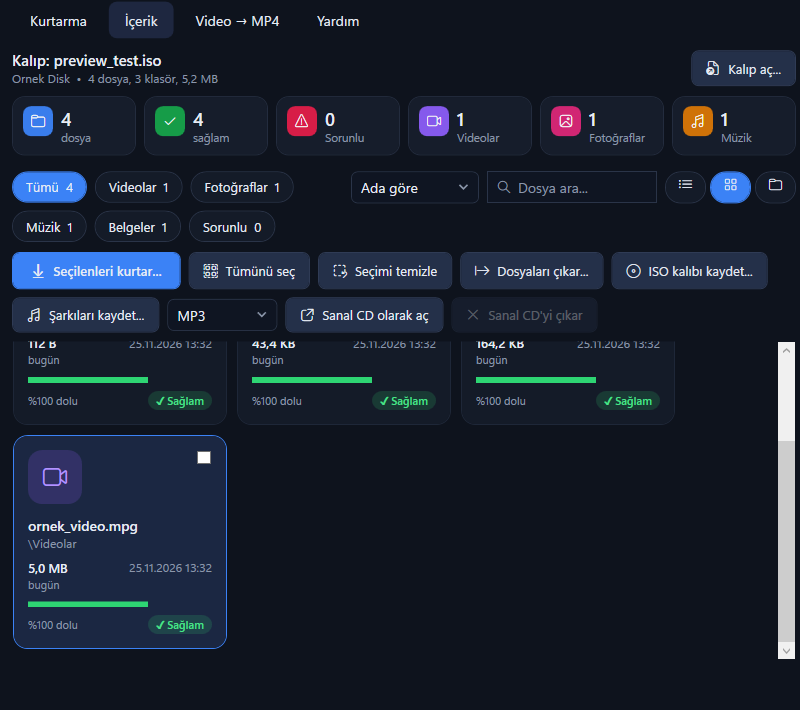 Kurtarma İçerik Video → MP4 Yardım
Kalıp: preview_test.iso
Ornek Disk • 4 dosya, 3 klasör, 5,2 MB
Kalıp aç...
4 dosya
4 sağlam
0 Sorunlu
1 Videolar
1 Fotoğraflar
1 Müzik
Tümü 4 Videolar 1 Fotoğraflar 1 Ada göre Dosya ara...
Müzik 1 Belgeler 1 Sorunlu 0
Seçilenleri kurtar... Tümünü seç Seçimi temizle Dosyaları çıkar... ISO kalıbı kaydet...
Şarkıları kaydet... MP3 Sanal CD olarak aç Sanal CD'yi çıkar
112 B 25.11.2026 13:32 43,4 KB 25.11.2026 13:32 164,2 KB 25.11.2026 13:32
bugün bugün bugün
%100 dolu ✓ Sağlam %100 dolu ✓ Sağlam %100 dolu ✓ Sağlam
ornek_video.mpg
\Videolar
5,0 MB 25.11.2026 13:32
bugün
%100 dolu ✓ Sağlam